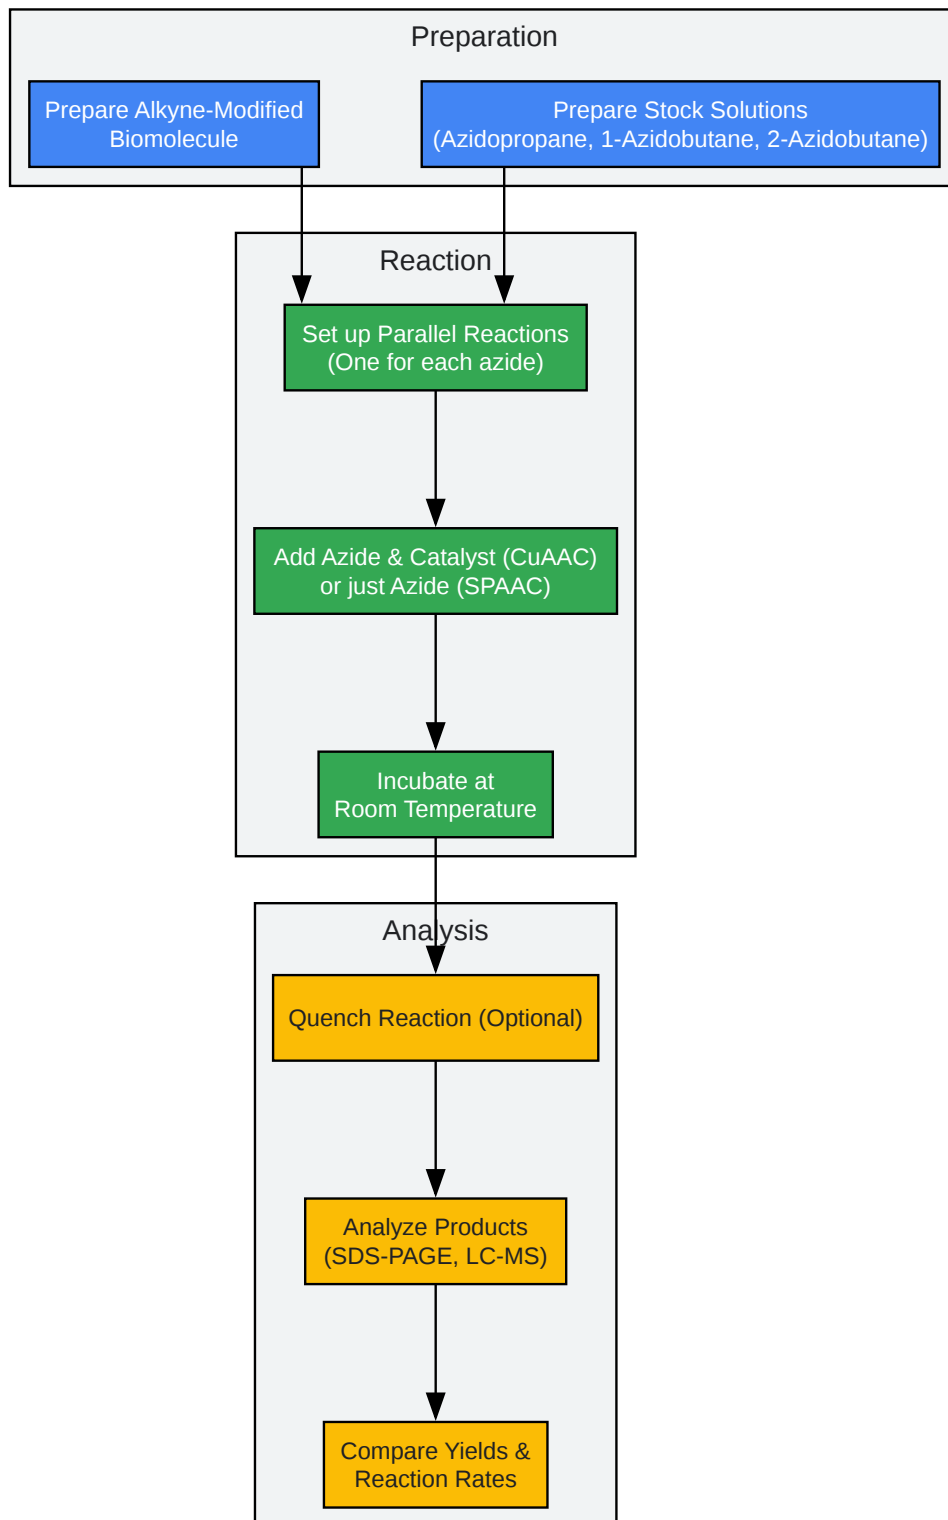 Preparation
Prepare Alkyne-Modified
Biomolecule
Prepare Stock Solutions
(Azidopropane, 1-Azidobutane, 2-Azidobutane)
Reaction
Set up Parallel Reactions
(One for each azide)
Add Azide & Catalyst (CuAAC)
or just Azide (SPAAC)
Incubate at
Room Temperature
Analysis
Quench Reaction (Optional)
Analyze Products
(SDS-PAGE, LC-MS)
Compare Yields &
Reaction Rates